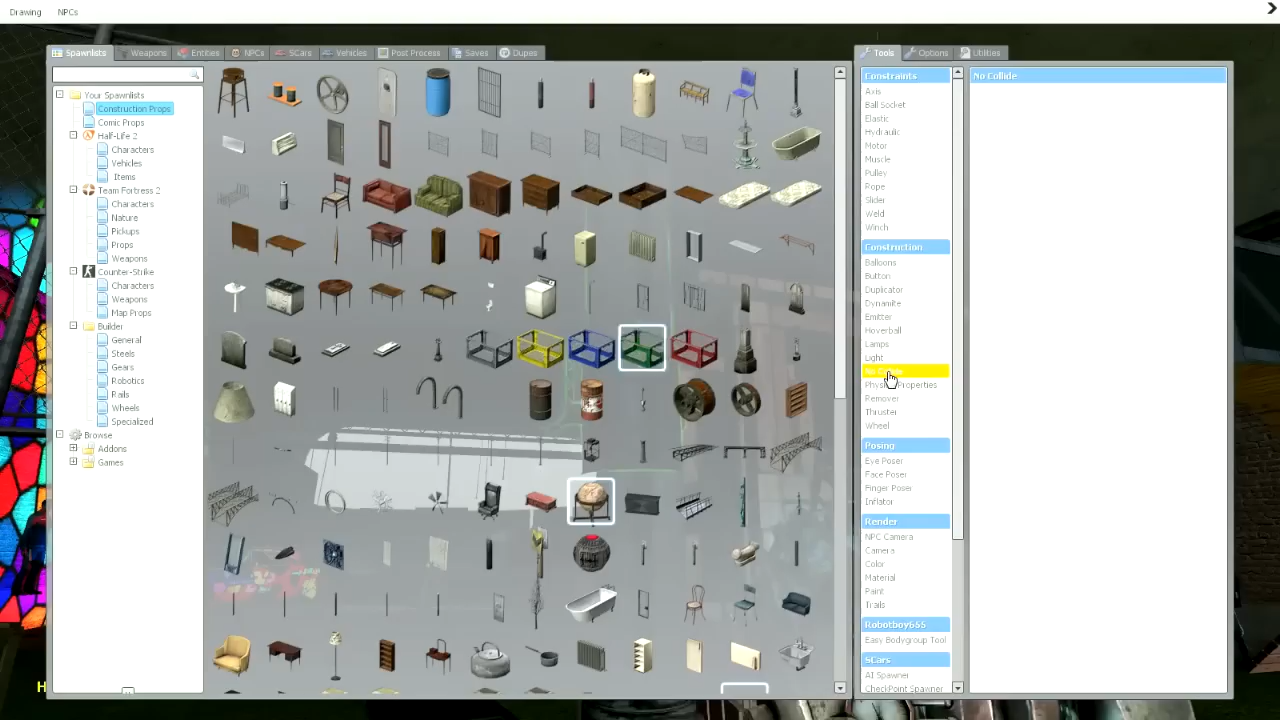 Drawing NPCs
Spawnlists Weapons Entities NPCs SCars Vehicles Post Process Saves Dupes
Tools Options Utilities
Your Spawnlists
Construction Props
Comic Props
Half-Life 2
Characters
Vehicles
Items
Team Fortress 2
Characters
Nature
Pickups
Props
Weapons
Counter-Strike
Characters
Weapons
Map Props
Builder
General
Steels
Gears
Robotics
Rails
Wheels
Specialized
Browse
Addons
Games
Constraints
Axis
Ball Socket
Elastic
Hydraulic
Motor
Muscle
Pulley
Rope
Slider
Weld
Winch
Construction
Balloons
Button
Duplicator
Dynamite
Emitter
Hoverball
Lamps
Light
No Collide
Physical Properties
Remover
Thruster
Wheel
Posing
Eye Poser
Face Poser
Finger Poser
Inflator
Render
NPC Camera
Camera
Color
Material
Paint
Trails
Robotboy655
Easy Bodygroup Tool
SCars
AI Spawner
CheckPoint Spawner
No Collide
H